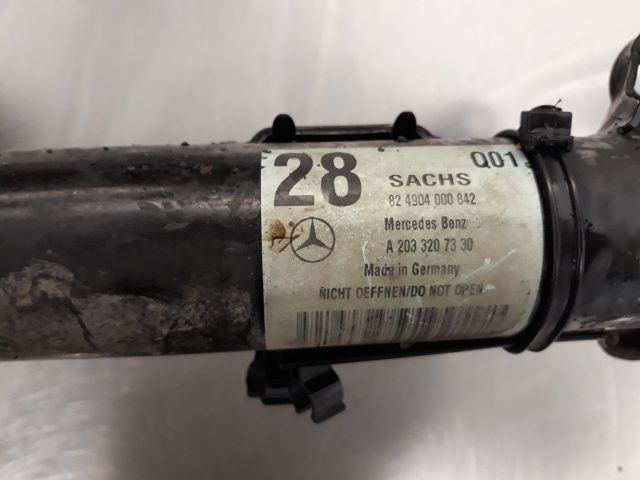 28
Q01
SACHS
82 4904 000 842
Mercedes Benz
A 203 320 73 30
Made in Germany
NICHT OEFFNEN/DO NOT OPEN